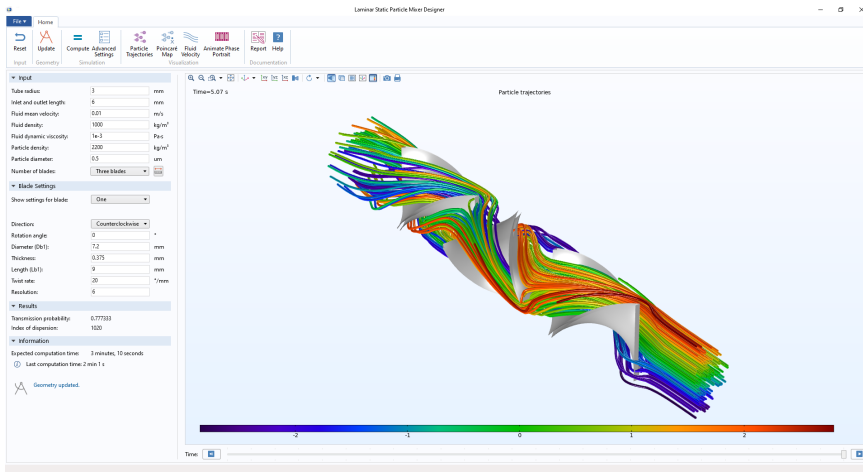 Laminar Static Particle Mixer Designer
File Home
Reset Update Compute Advanced Settings Particle Trajectories Poincaré Map Fluid Velocity Animate Phase Portrait Report Help
Input Geometry Simulation Visualization Documentation
Input
Tube radius: 3 mm
Inlet and outlet length: 6 mm
Fluid mean velocity: 0.01 m/s
Fluid density: 1000 kg/m³
Fluid dynamic viscosity: 1e-3 Pa·s
Particle density: 2200 kg/m³
Particle diameter: 0.5 um
Number of blades: Three blades
Blade Settings
Show settings for blade: One
Direction: Counterclockwise
Rotation angle: 0 °
Diameter (Db1): 7.2 mm
Thickness: 0.375 mm
Length (Lb1): 9 mm
Twist rate: 20 °/mm
Resolution: 6
Results
Transmission probability: 0.777333
Index of dispersion: 1020
Information
Expected computation time: 3 minutes, 10 seconds
Last computation time: 2 min 1 s
Geometry updated.
Time=5.07 s Particle trajectories
-2 -1 0 1 2
Time: